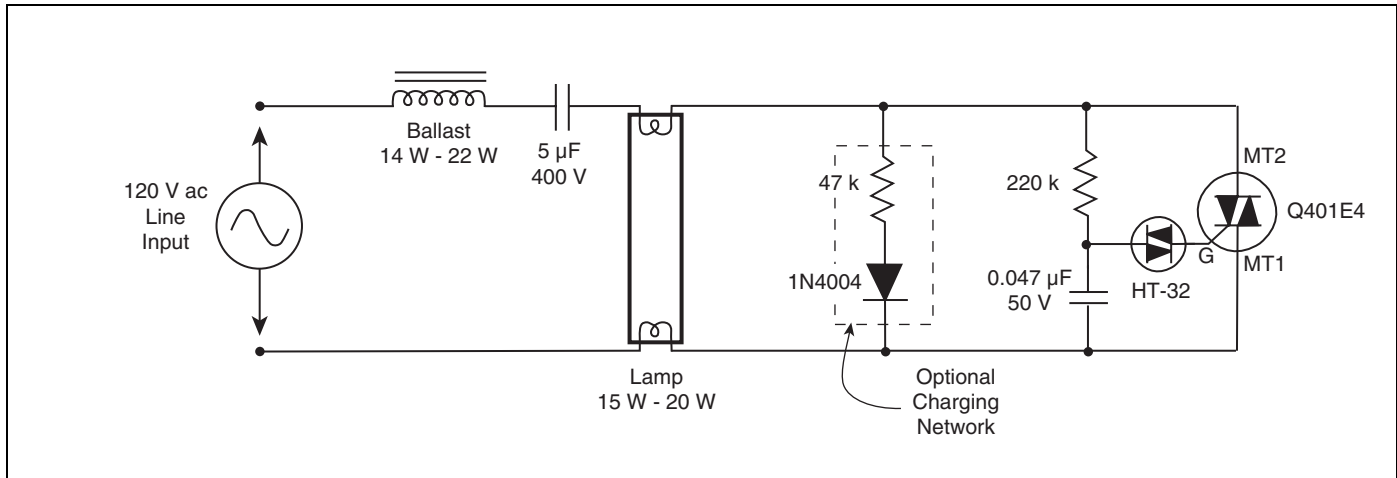 120 V ac
Line
Input
Ballast
14 W - 22 W
5 µF
400 V
Lamp
15 W - 20 W
47 k
1N4004
Optional
Charging
Network
220 k
0.047 µF
50 V
HT-32
G
MT2
Q401E4
MT1